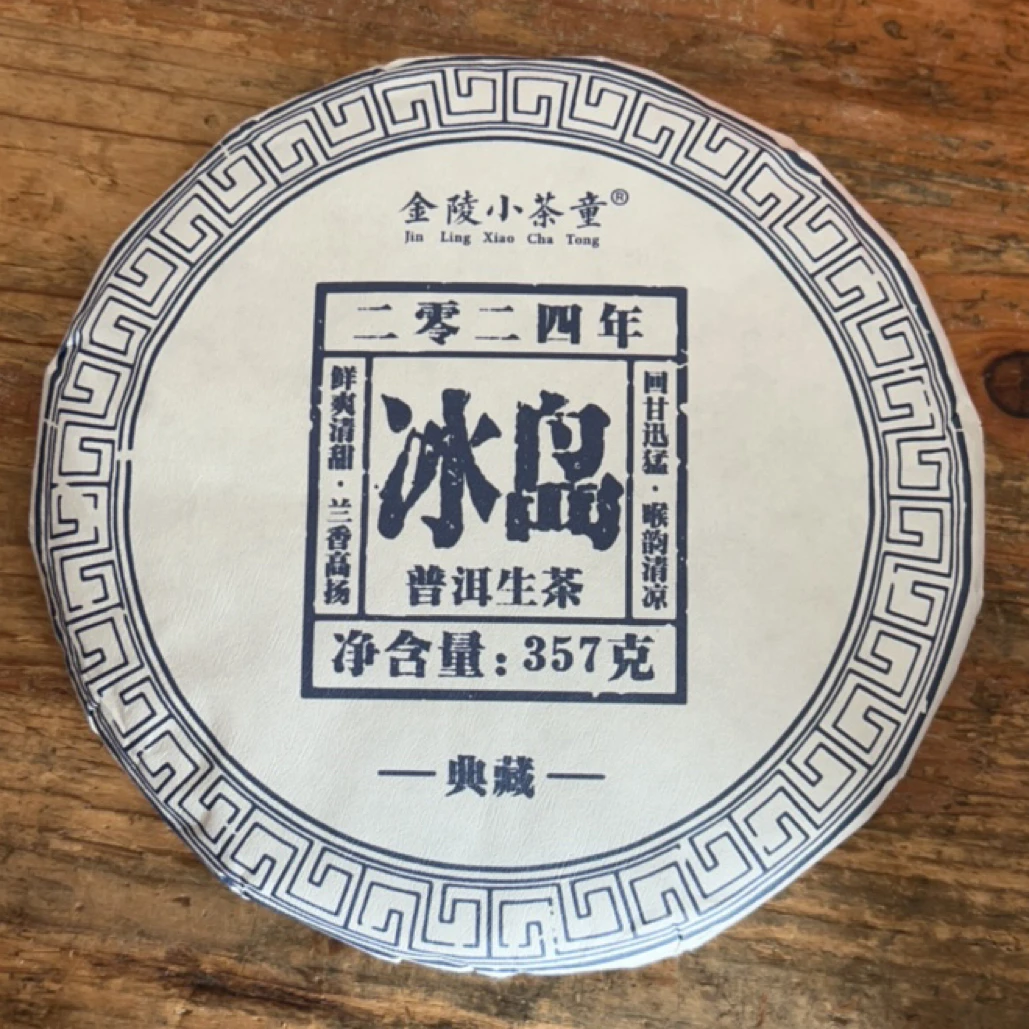 金陵小茶童®
Jin Ling Xiao Cha Tong
二零二四年
鲜爽清甜·兰香高扬
冰岛
普洱生茶
回甘迅猛·喉韵清凉
净含量:357克
典藏